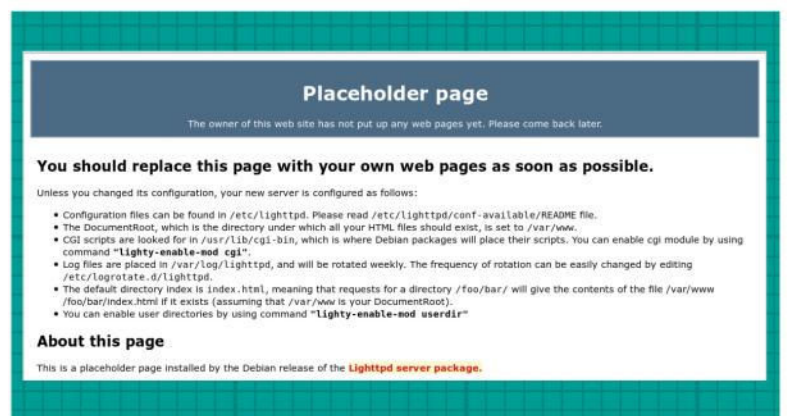 Placeholder page
The owner of this web site has not put up any web pages yet. Please come back later.
You should replace this page with your own web pages as soon as possible.
Unless you changed its configuration, your new server is configured as follows:
• Configuration files can be found in /etc/lighttpd. Please read /etc/lighttpd/conf-available/README file.
• The DocumentRoot, which is the directory under which all your HTML files should exist, is set to /var/www.
• CGI scripts are looked for in /usr/lib/cgi-bin, which is where Debian packages will place their scripts. You can enable cgi module by using
command "lighty-enable-mod cgi".
• Log files are placed in /var/log/lighttpd, and will be rotated weekly. The frequency of rotation can be easily changed by editing
/etc/logrotate.d/lighttpd.
• The default directory index is index.html, meaning that requests for a directory /foo/bar/ will give the contents of the file /var/www
/foo/bar/index.html if it exists (assuming that /var/www is your DocumentRoot).
• You can enable user directories by using command "lighty-enable-mod userdir"
About this page
This is a placeholder page installed by the Debian release of the Lighttpd server package.